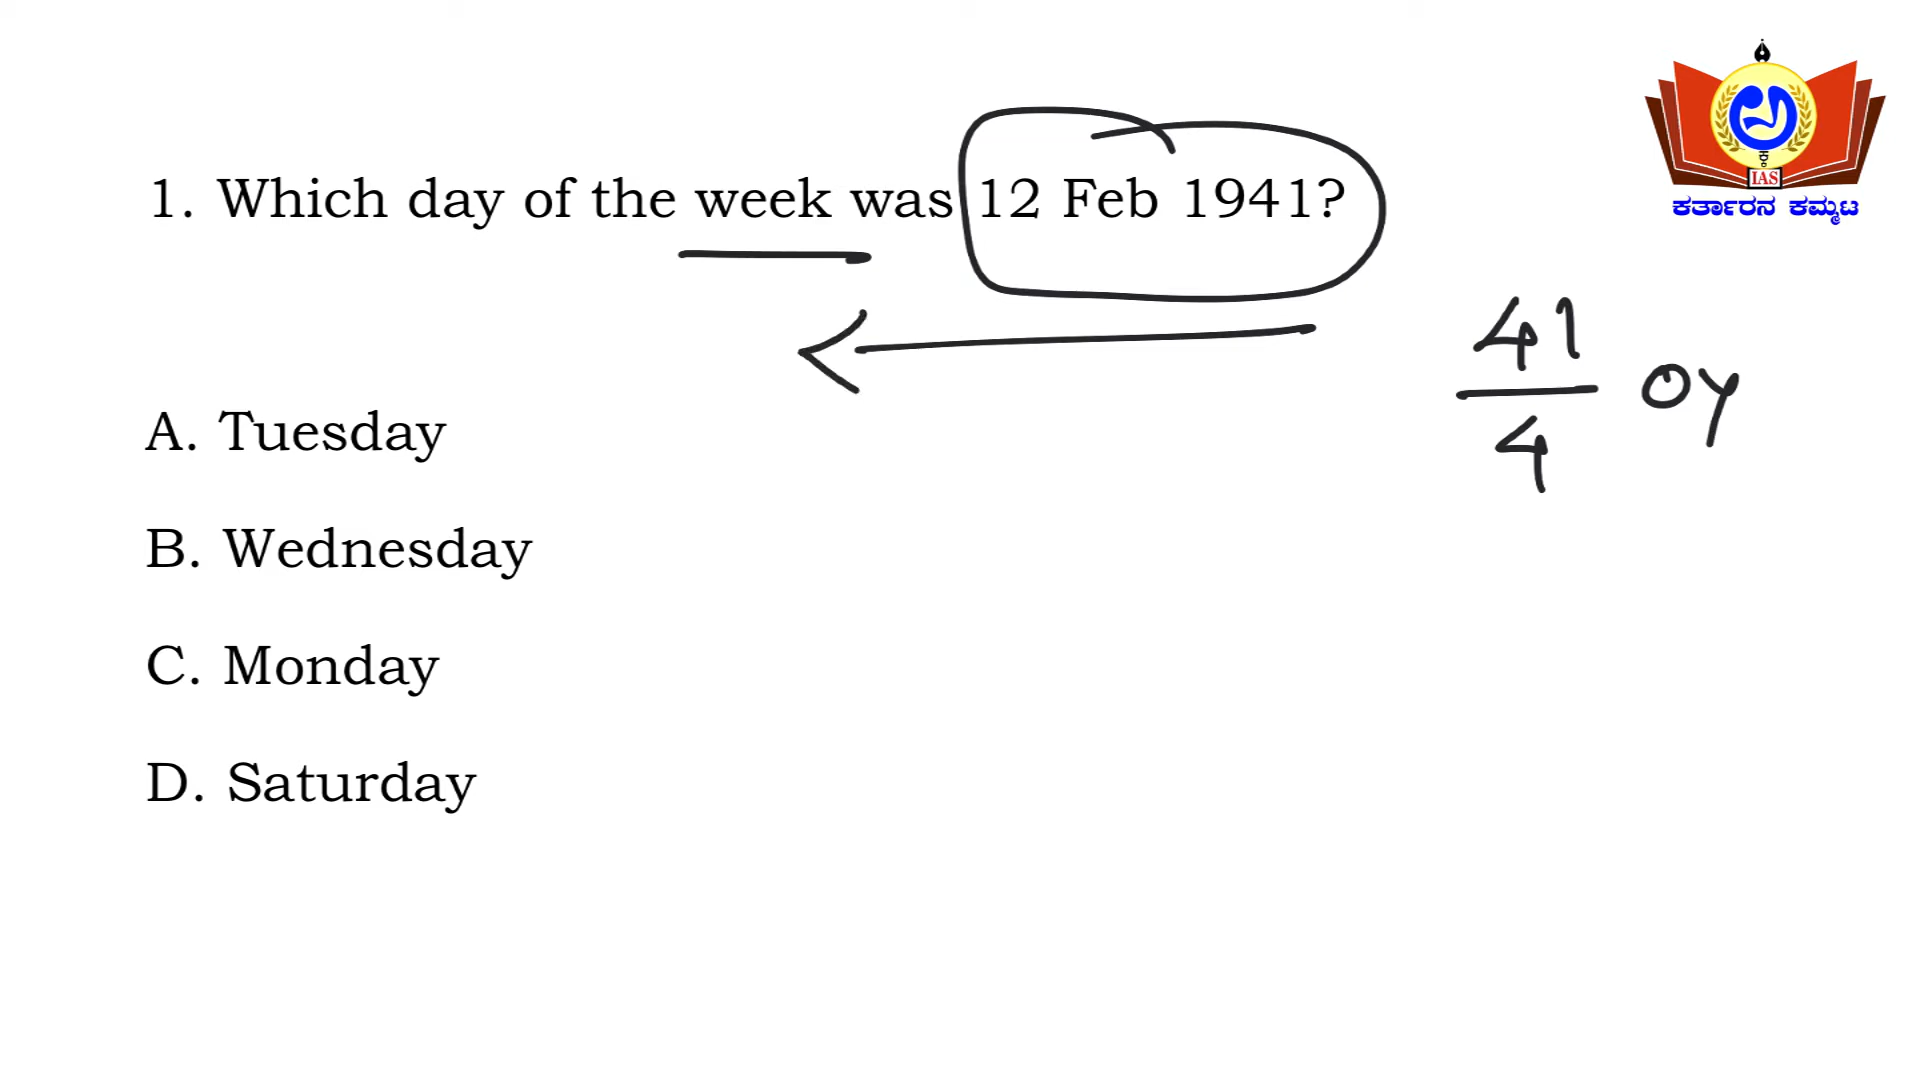 1. Which day of the week was 12 Feb 1941?
41
4
oy
A. Tuesday
B. Wednesday
C. Monday
D. Saturday
IAS
ಕರ್ತಾರನ ಕಮ್ಮಟ